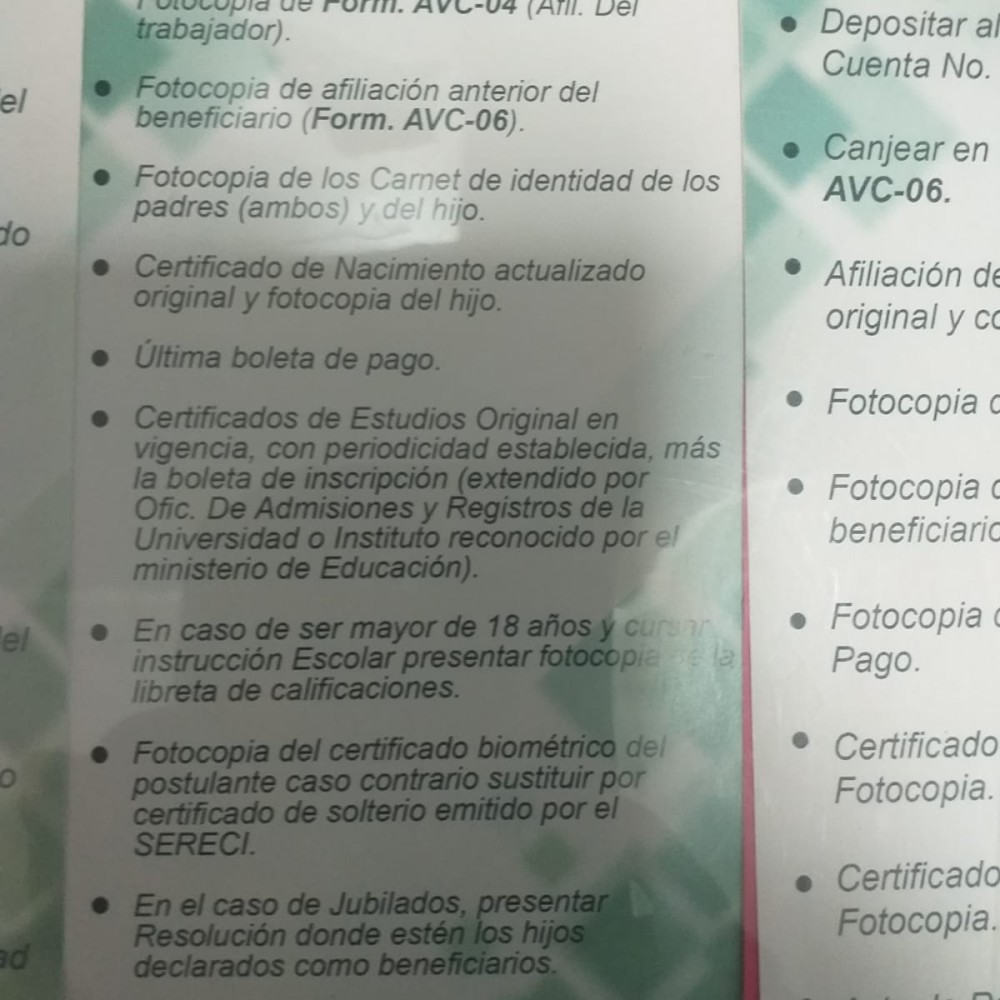 Fotocopia de Form. AVC-04 (Afil. Del
trabajador).
• Fotocopia de afiliación anterior del
beneficiario (Form. AVC-06).
• Fotocopia de los Carnet de identidad de los
padres (ambos) y del hijo.
• Certificado de Nacimiento actualizado
original y fotocopia del hijo.
• Última boleta de pago.
• Certificados de Estudios Original en
vigencia, con periodicidad establecida, más
la boleta de inscripción (extendido por
Ofic. De Admisiones y Registros de la
Universidad o Instituto reconocido por el
ministerio de Educación).
• En caso de ser mayor de 18 años y cursar
instrucción Escolar presentar fotocopia de la
libreta de calificaciones.
• Fotocopia del certificado biométrico del
postulante caso contrario sustituir por
certificado de solterio emitido por el
SERECI.
• En el caso de Jubilados, presentar
Resolución donde estén los hijos
declarados como beneficiarios.
• Depositar al
Cuenta No.
• Canjear en
AVC-06.
• Afiliación de
original y co
• Fotocopia d
• Fotocopia d
beneficiario
• Fotocopia d
Pago.
• Certificado
Fotocopia.
• Certificado
Fotocopia.